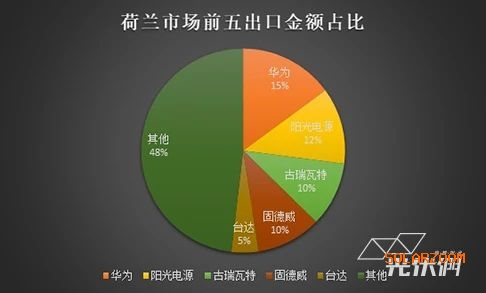 荷兰市场前五出口金额占比
华为
15%
阳光电源
12%
古瑞瓦特
10%
固德威
10%
台达
5%
其他
48%
华为 阳光电源 古瑞瓦特 固德威 台达 其他
SOLARZOOM
光伏網